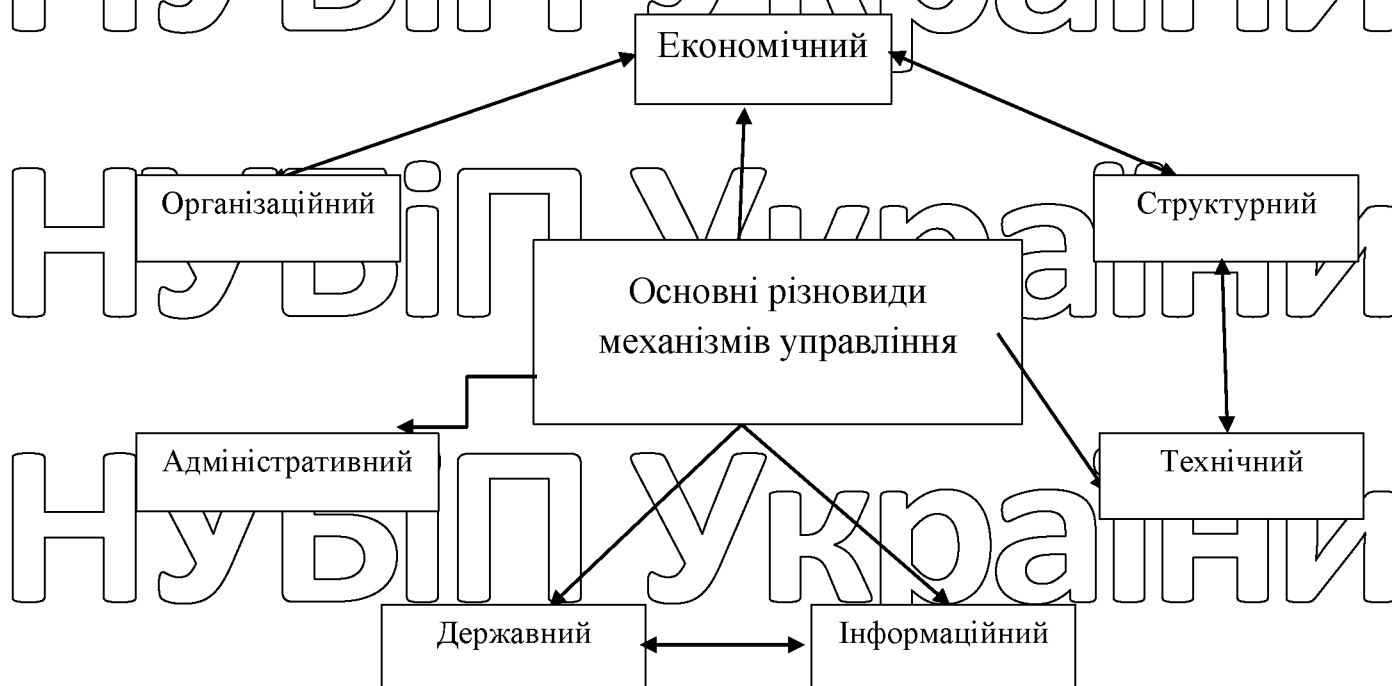 НУБіП України
Економічний
НУБіП України
Організаційний
Структурний
Основні різновиди
механізмів управління
НУБіП України
Адміністративний
Технічний
Державний
Інформаційний